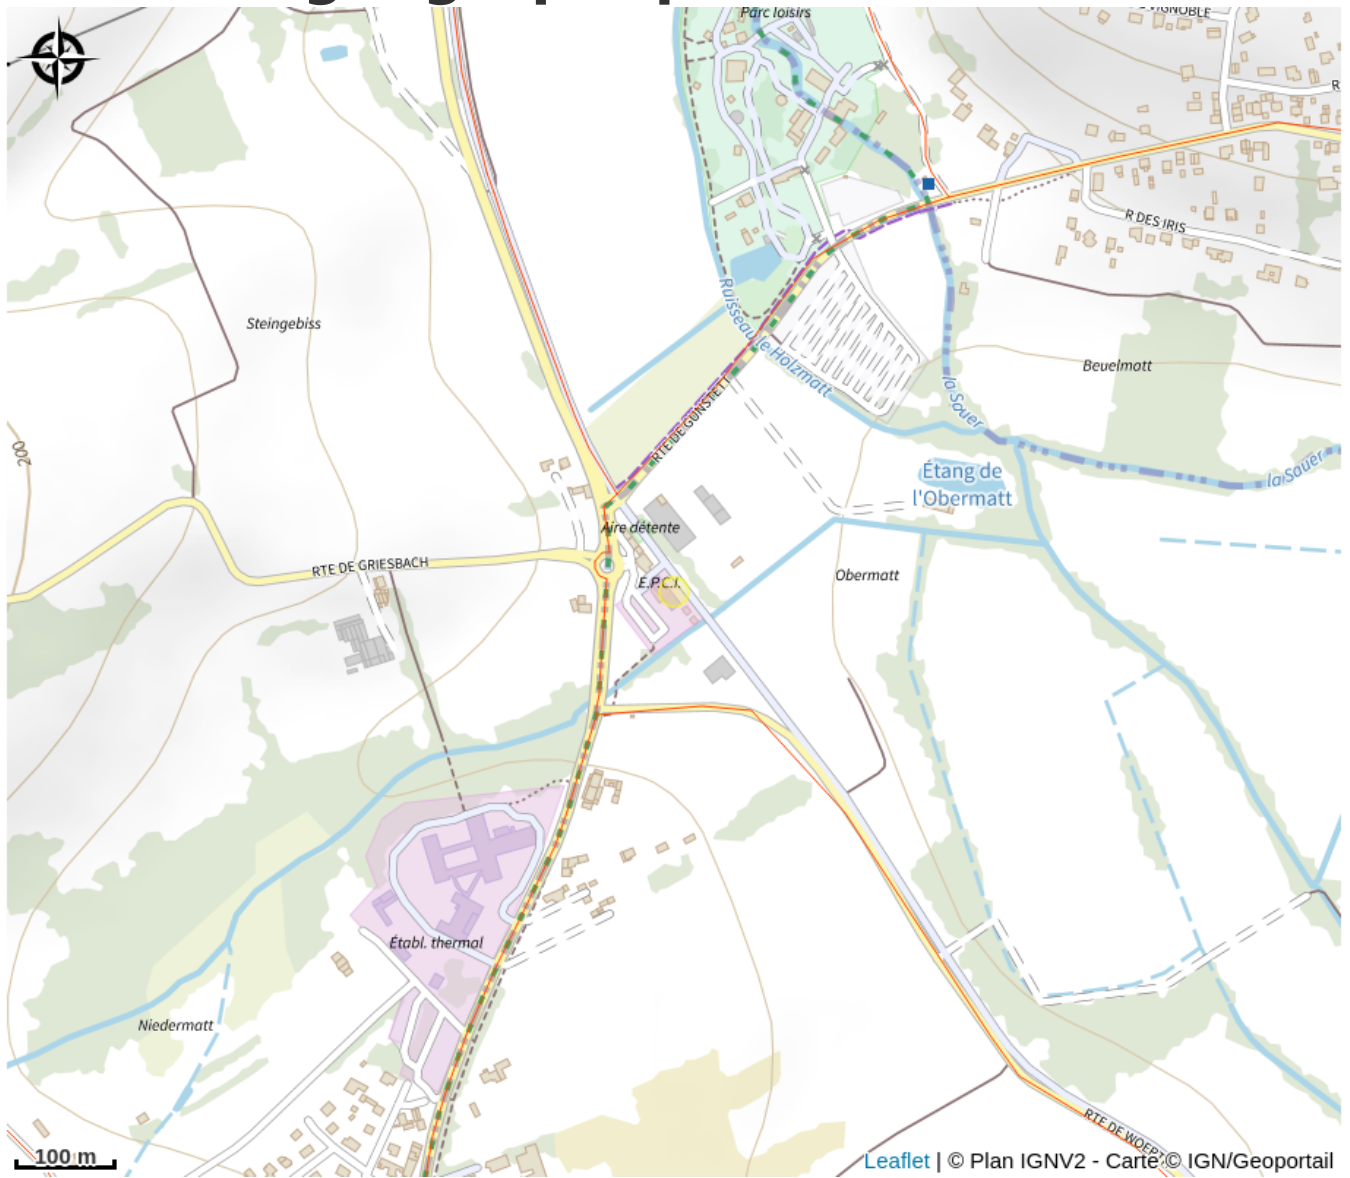 Parc loisirs
VIGNOBLE
R
R DES IRIS
Steingebiss
Ruisseau le Holzmatt
Beuelmatt
la Sauer
RTE DE GUNSTETT
200
Étang de
l'Obermatt
la Sauer
Aire détente
RTE DE GRIESBACH
E.P.C.I.
Obermatt
Établ. thermal
Niedermatt
RTE DE WOERT
100 m
Leaflet | © Plan IGNV2 - Carte © IGN/Geoportail